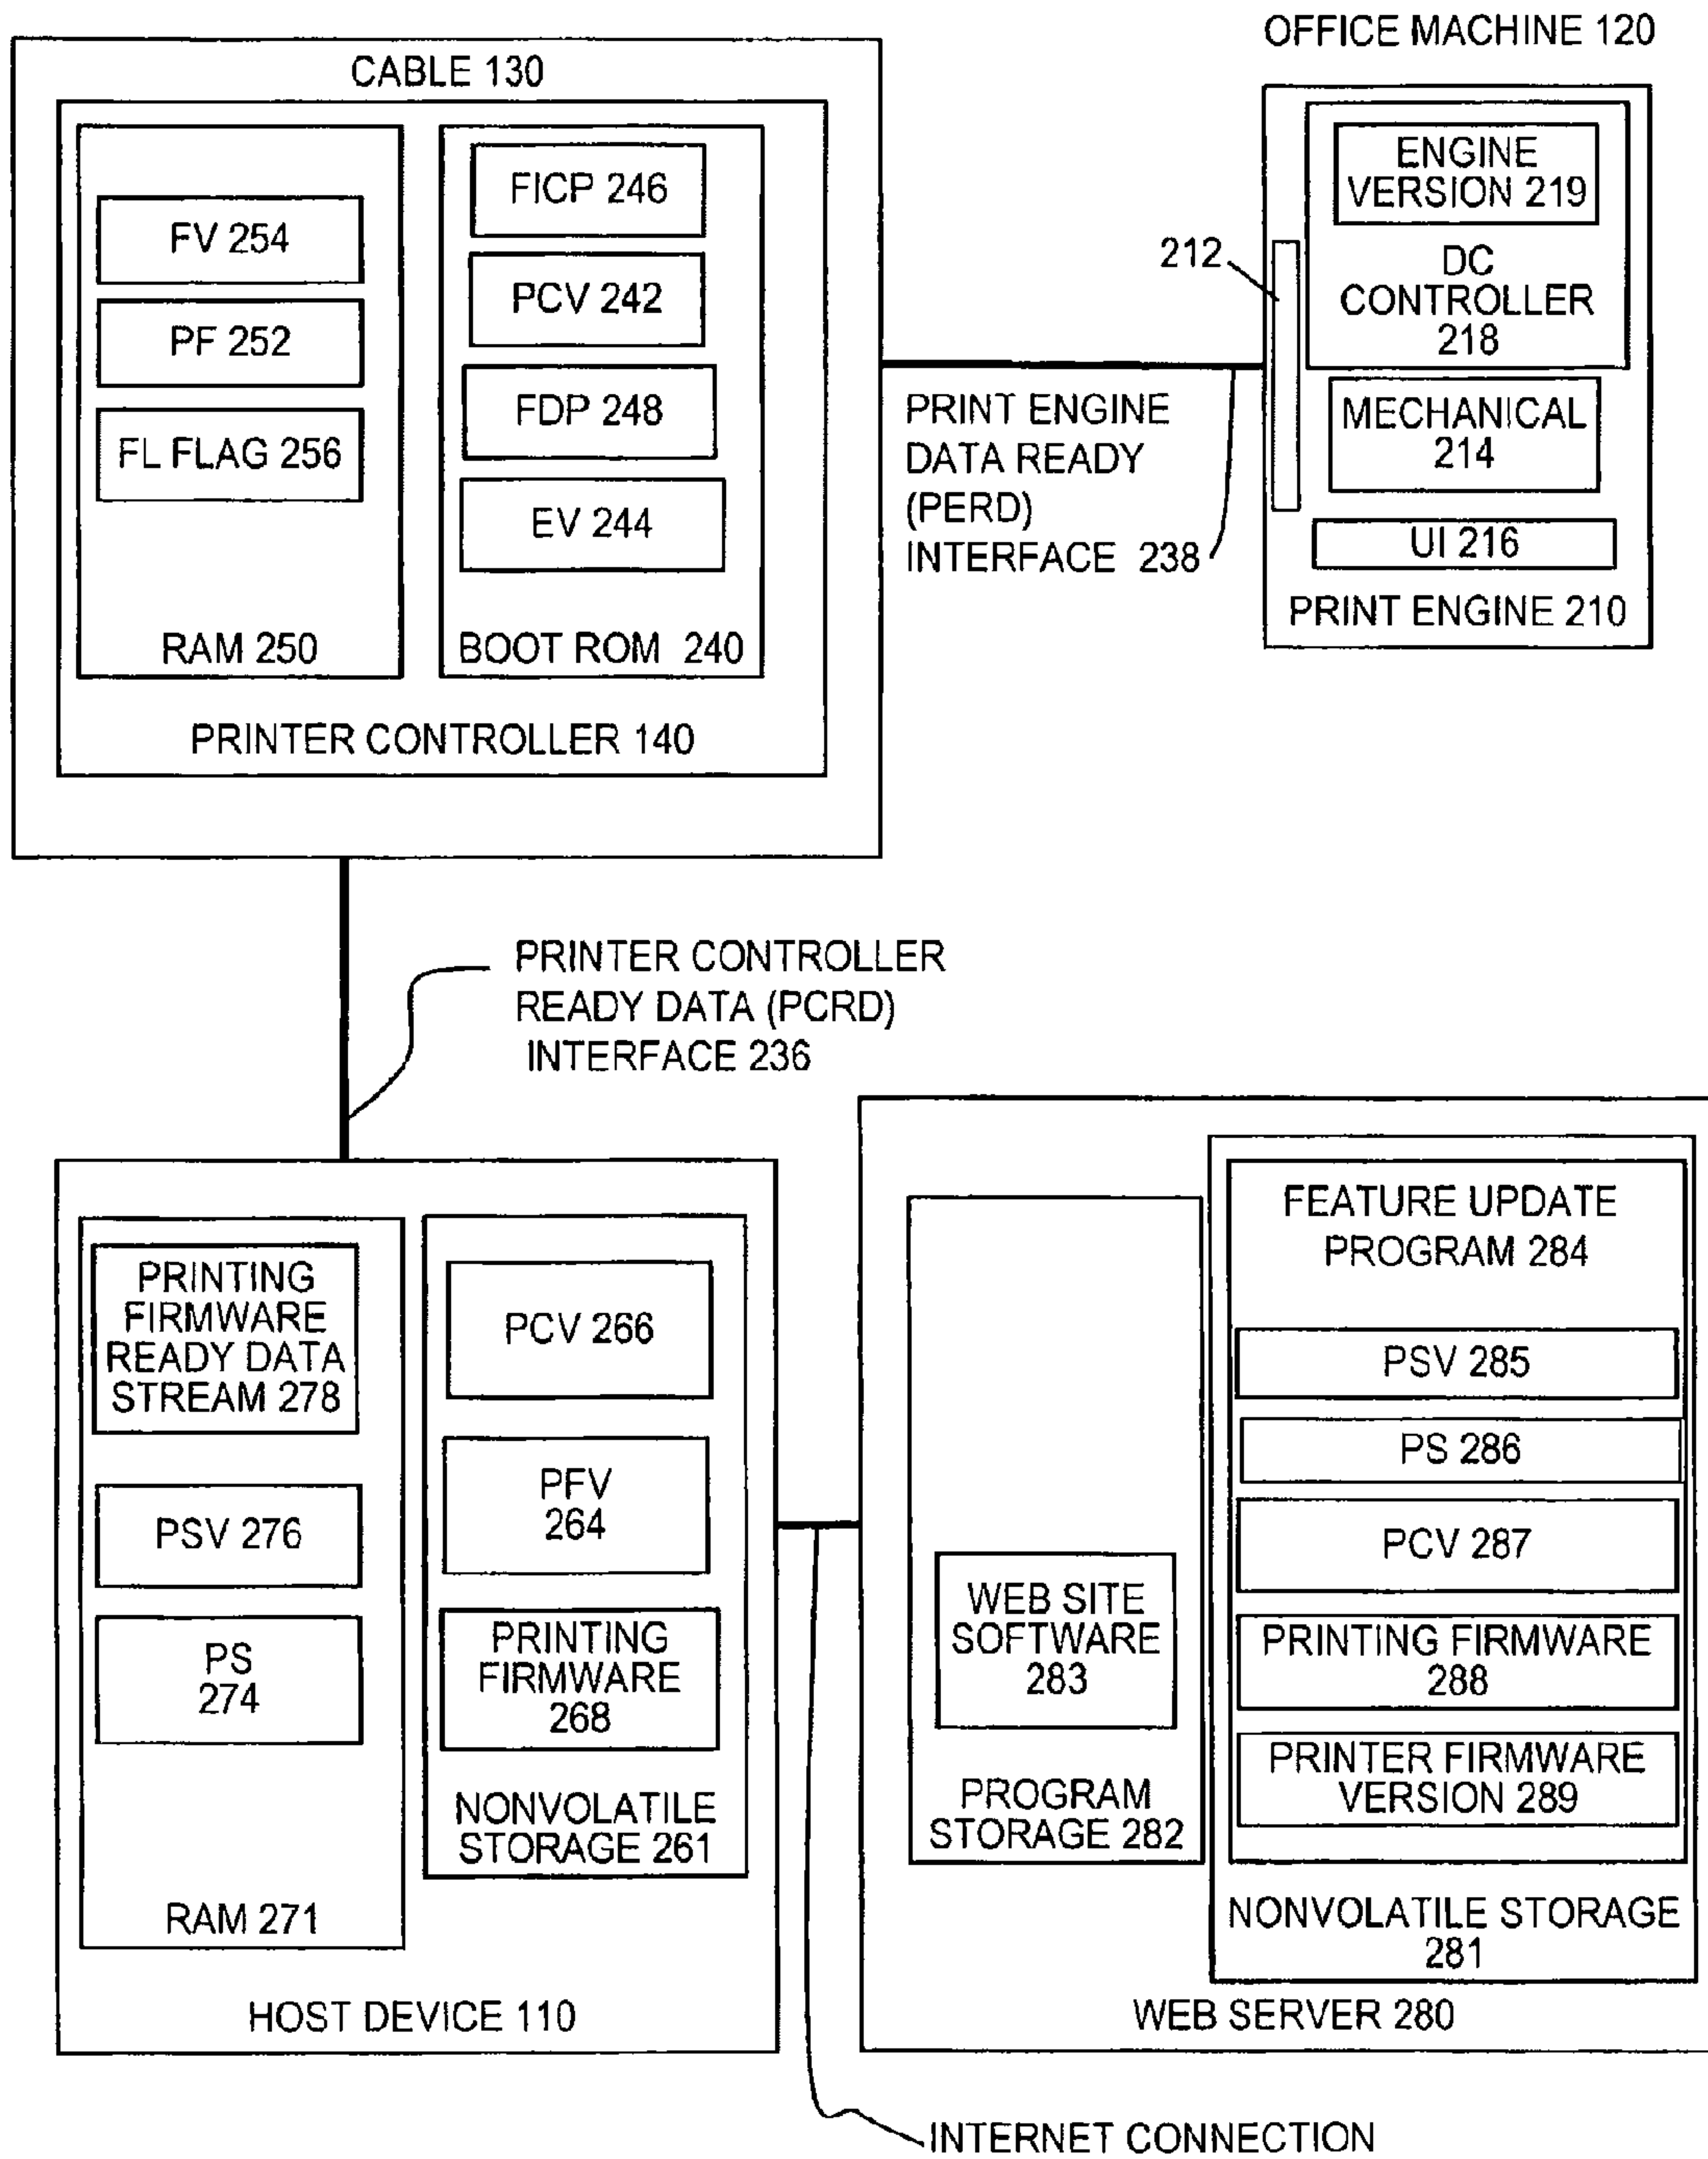 OFFICE MACHINE 120
CABLE 130
FV 254
PF 252
FL FLAG 256
RAM 250
FICP 246
PCV 242
FDP 248
EV 244
BOOT ROM 240
PRINTER CONTROLLER 140
PRINT ENGINE
DATA READY
(PERD)
INTERFACE 238
212
ENGINE
VERSION 219
DC
CONTROLLER
218
MECHANICAL
214
UI 216
PRINT ENGINE 210
PRINTER CONTROLLER
READY DATA (PCRD)
INTERFACE 236
PRINTING
FIRMWARE
READY DATA
STREAM 278
PSV 276
PS
274
RAM 271
PCV 266
PFV
264
PRINTING
FIRMWARE
268
NONVOLATILE
STORAGE 261
HOST DEVICE 110
WEB SITE
SOFTWARE
283
PROGRAM
STORAGE 282
FEATURE UPDATE
PROGRAM 284
PSV 285
PS 286
PCV 287
PRINTING FIRMWARE
288
PRINTER FIRMWARE
VERSION 289
NONVOLATILE STORAGE
281
WEB SERVER 280
INTERNET CONNECTION